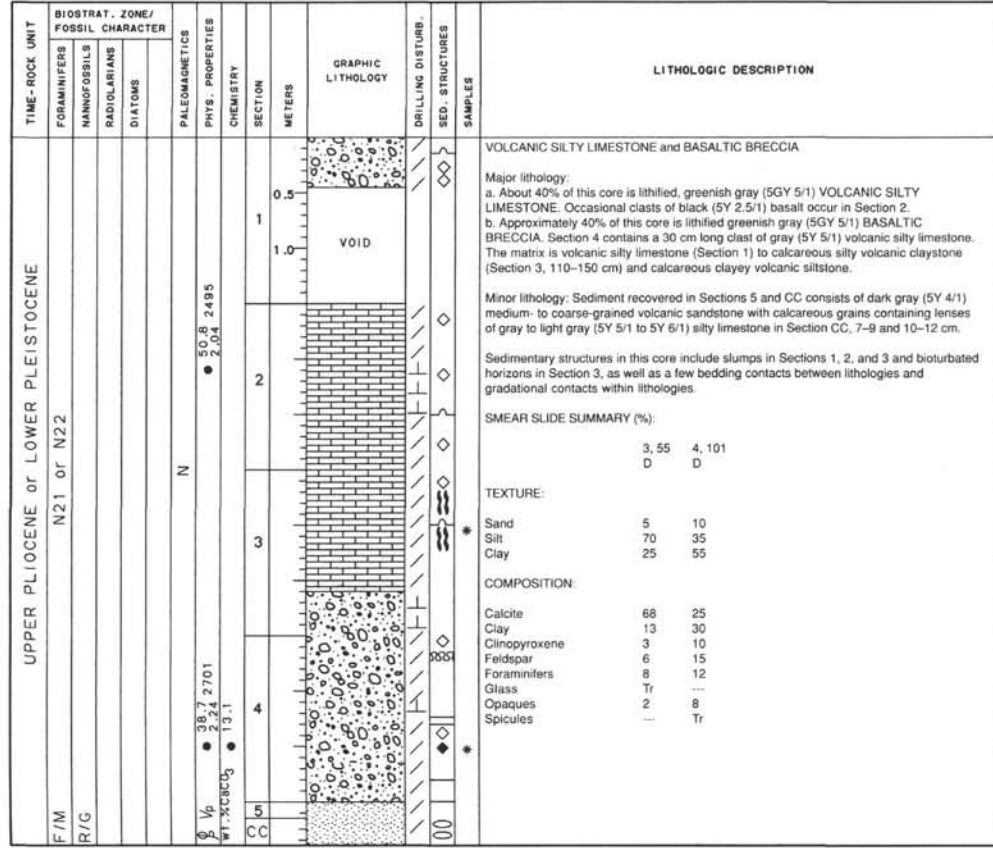 TIME-ROCK UNIT
BIOSTRAT. ZONE/
FOSSIL CHARACTER
FORAMINIFERS
NANNOFOSSILS
RADIOLARIANS
DIATOMS
PALEOMAGNETICS
PHYS. PROPERTIES
CHEMISTRY
SECTION
METERS
GRAPHIC
LITHOLOGY
DRILLING DISTURB.
SED. STRUCTURES
SAMPLES
LITHOLOGIC DESCRIPTION
UPPER PLIOCENE or LOWER PLEISTOCENE
F/M
N21 or N22
R/G
N
50.8 2495
2.04
38.7 2701
2.24
ϕ Vp
ρ
13.1
wt.%CaCO3
1
2
3
4
5
CC
0.5
1.0
VOID
VOLCANIC SILTY LIMESTONE and BASALTIC BRECCIA
Major lithology:
a. About 40% of this core is lithified, greenish gray (5GY 5/1) VOLCANIC SILTY
LIMESTONE. Occasional clasts of black (5Y 2.5/1) basalt occur in Section 2.
b. Approximately 40% of this core is lithified greenish gray (5GY 5/1) BASALTIC
BRECCIA. Section 4 contains a 30 cm long clast of gray (5Y 5/1) volcanic silty limestone.
The matrix is volcanic silty limestone (Section 1) to calcareous silty volcanic claystone
(Section 3, 110–150 cm) and calcareous clayey volcanic siltstone.
Minor lithology: Sediment recovered in Sections 5 and CC consists of dark gray (5Y 4/1)
medium- to coarse-grained volcanic sandstone with calcareous grains containing lenses
of gray to light gray (5Y 5/1 to 5Y 6/1) silty limestone in Section CC, 7–9 and 10–12 cm.
Sedimentary structures in this core include slumps in Sections 1, 2, and 3 and bioturbated
horizons in Section 3, as well as a few bedding contacts between lithologies and
gradational contacts within lithologies.
SMEAR SLIDE SUMMARY (%):
3, 55 4, 101
D D
TEXTURE:
Sand 5 10
Silt 70 35
Clay 25 55
COMPOSITION:
Calcite 68 25
Clay 13 30
Clinopyroxene 3 10
Feldspar 6 15
Foraminifers 8 12
Glass Tr ---
Opaques 2 8
Spicules --- Tr